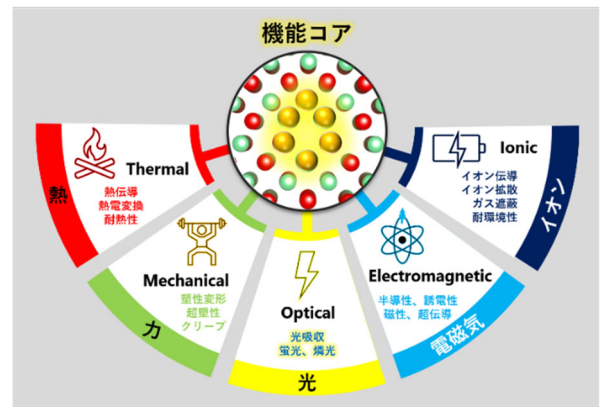 機能コア
Thermal
熱伝導
熱電変換
耐熱性
熱
Mechanical
塑性変形
超塑性
クリープ
力
Optical
光吸収
蛍光、燐光
光
Electromagnetic
半導性、誘電性
磁性、超伝導
電磁気
Ionic
イオン伝導
イオン拡散
ガス遮蔽
耐環境性
イオン